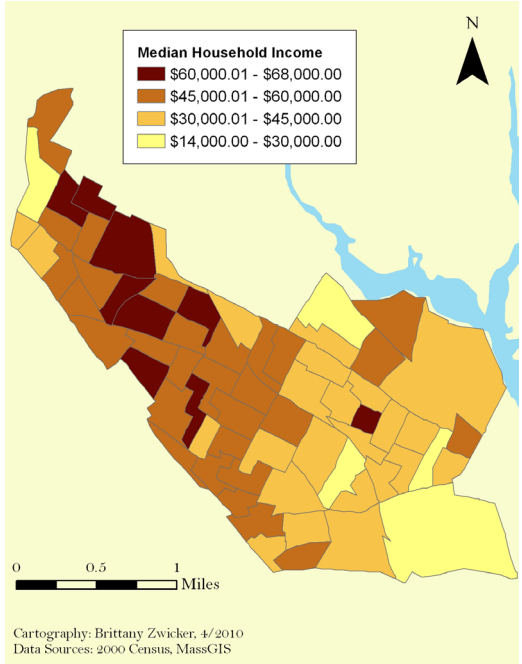 N
Median Household Income
$60,000.01 - $68,000.00
$45,000.01 - $60,000.00
$30,000.01 - $45,000.00
$14,000.00 - $30,000.00
0 0.5 1
Miles
Cartography: Brittany Zwicker, 4/2010
Data Sources: 2000 Census, MassGIS